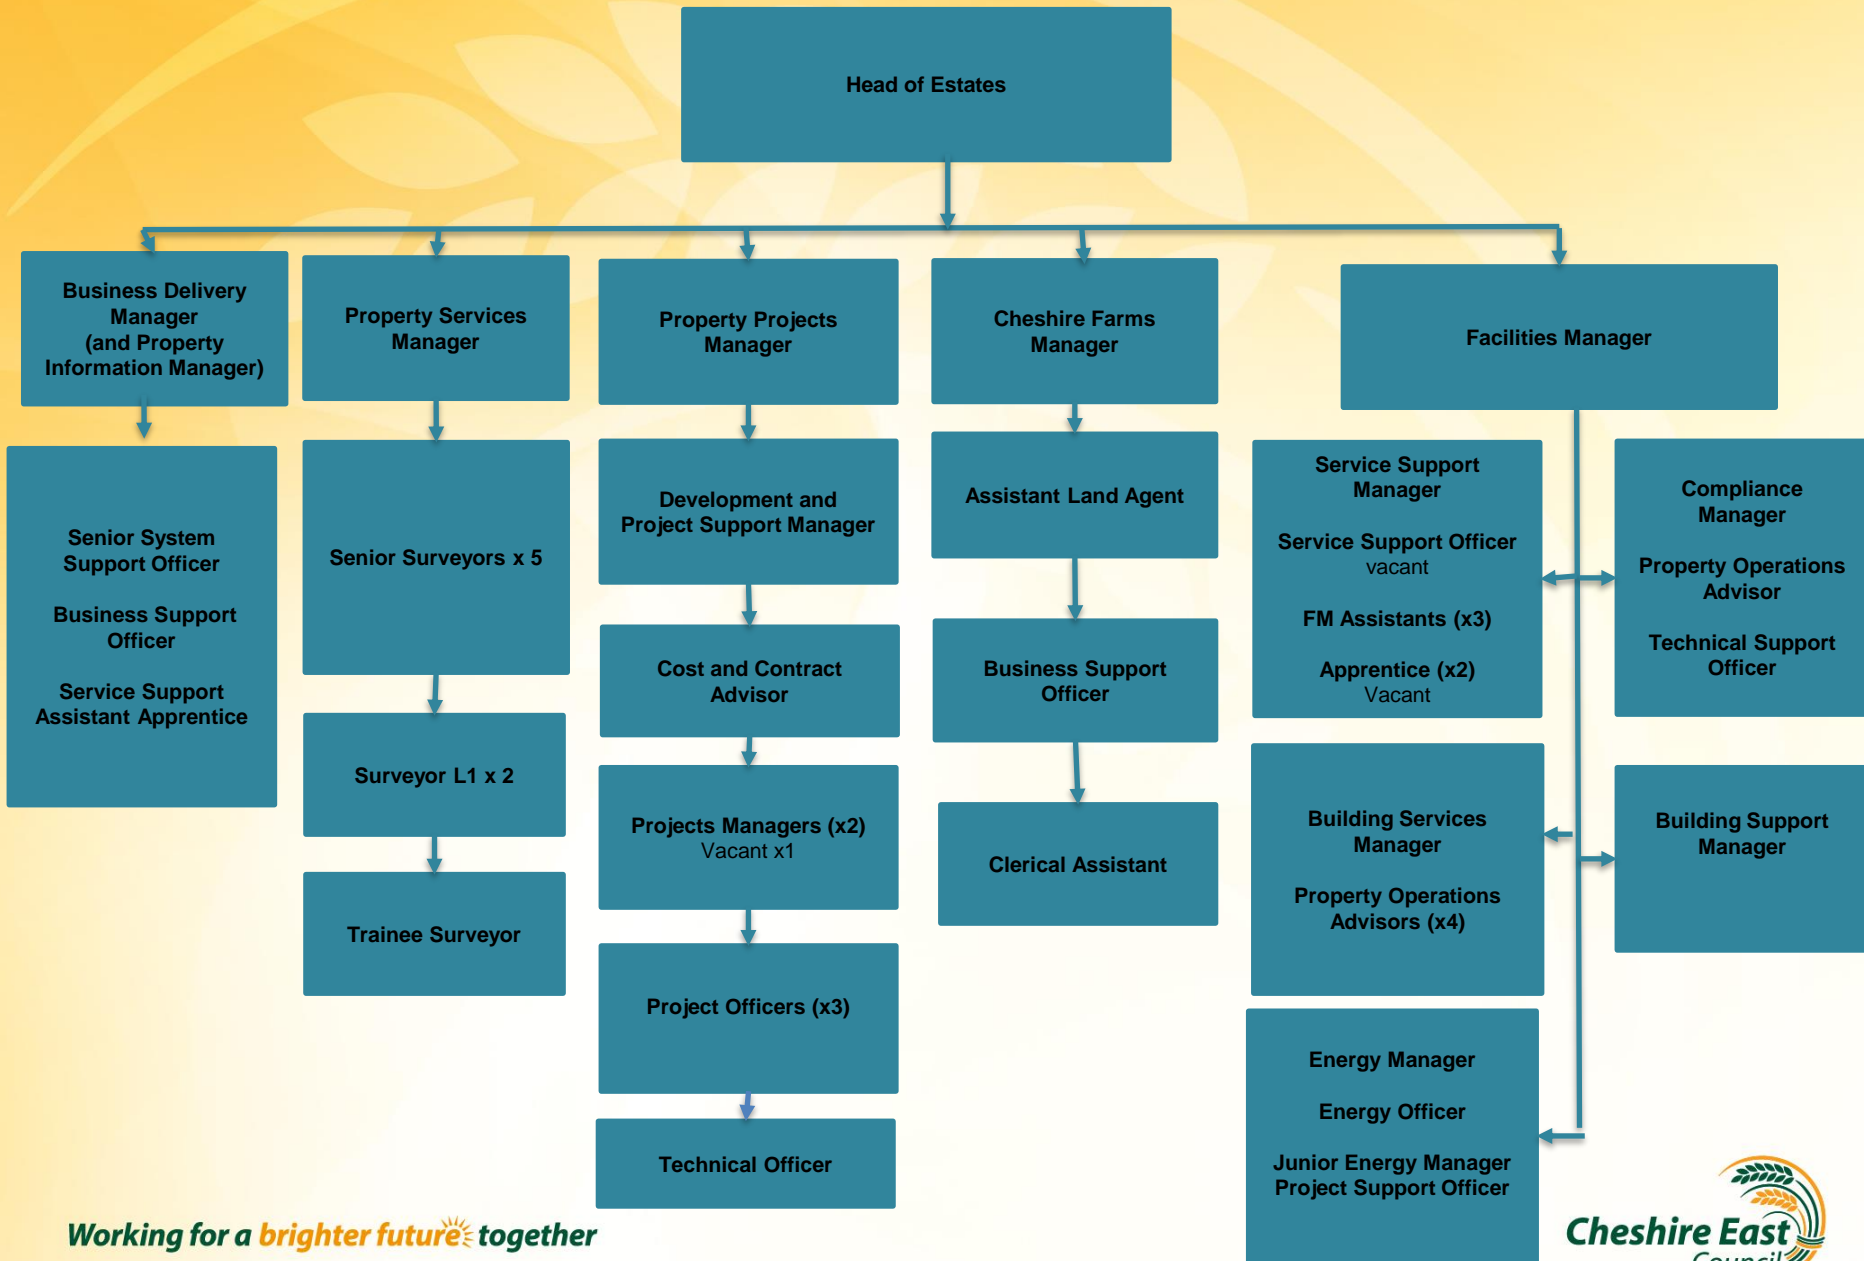 Head of Estates
Business Delivery
Manager
(and Property
Information Manager)
Property Services
Manager
Property Projects
Manager
Cheshire Farms
Manager
Facilities Manager
Senior System
Support Officer
Business Support
Officer
Service Support
Assistant Apprentice
Senior Surveyors x 5
Surveyor L1 x 2
Trainee Surveyor
Development and
Project Support Manager
Cost and Contract
Advisor
Projects Managers (x2)
Vacant x1
Project Officers (x3)
Technical Officer
Assistant Land Agent
Business Support
Officer
Clerical Assistant
Service Support
Manager
Service Support Officer
vacant
FM Assistants (x3)
Apprentice (x2)
Vacant
Compliance
Manager
Property Operations
Advisor
Technical Support
Officer
Building Services
Manager
Property Operations
Advisors (x4)
Building Support
Manager
Energy Manager
Energy Officer
Junior Energy Manager
Project Support Officer
Working for a brighter future together
Cheshire East
Council